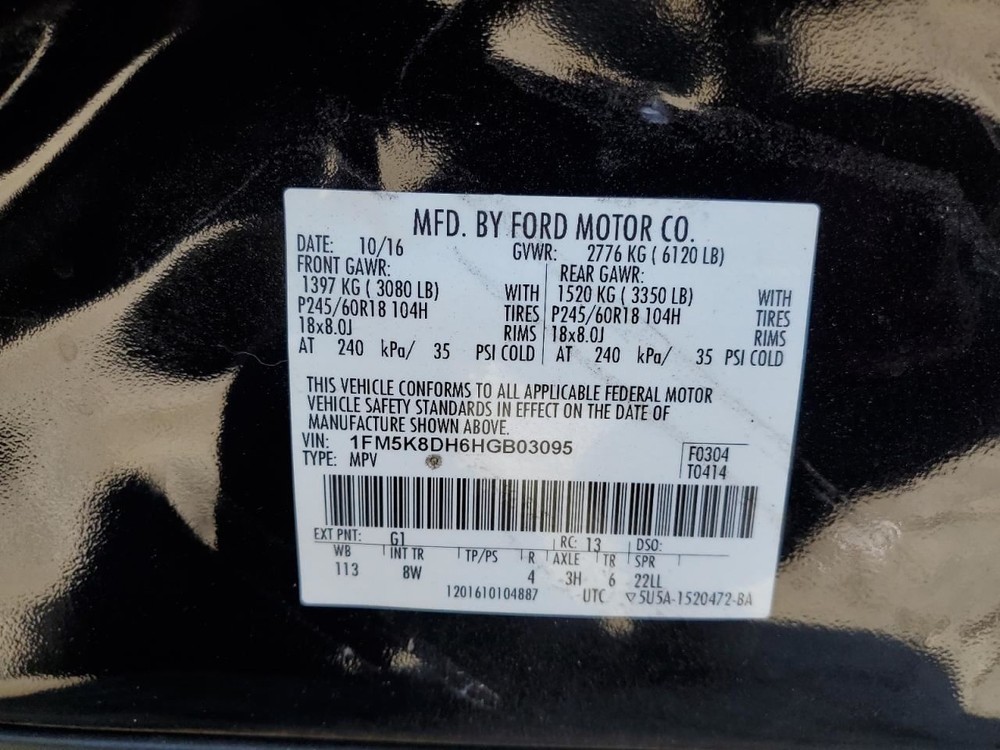 MFD. BY FORD MOTOR CO.
DATE: 10/16 GVWR: 2776 KG ( 6120 LB)
FRONT GAWR: REAR GAWR:
1397 KG ( 3080 LB) WITH 1520 KG ( 3350 LB) WITH
P245/60R18 104H TIRES P245/60R18 104H TIRES
18x8.0J RIMS 18x8.0J RIMS
AT 240 kPa/ 35 PSI COLD AT 240 kPa/ 35 PSI COLD
THIS VEHICLE CONFORMS TO ALL APPLICABLE FEDERAL MOTOR
VEHICLE SAFETY STANDARDS IN EFFECT ON THE DATE OF
MANUFACTURE SHOWN ABOVE.
VIN: 1FM5K8DH6HGB03095
TYPE: MPV
F0304
T0414
EXT PNT: G1 RC: 13 DSO:
WB INT TR TP/PS R AXLE TR SPR
113 8W 4 3H 6 22LL
1201610104887 UTC ▽5U5A-1520472-BA